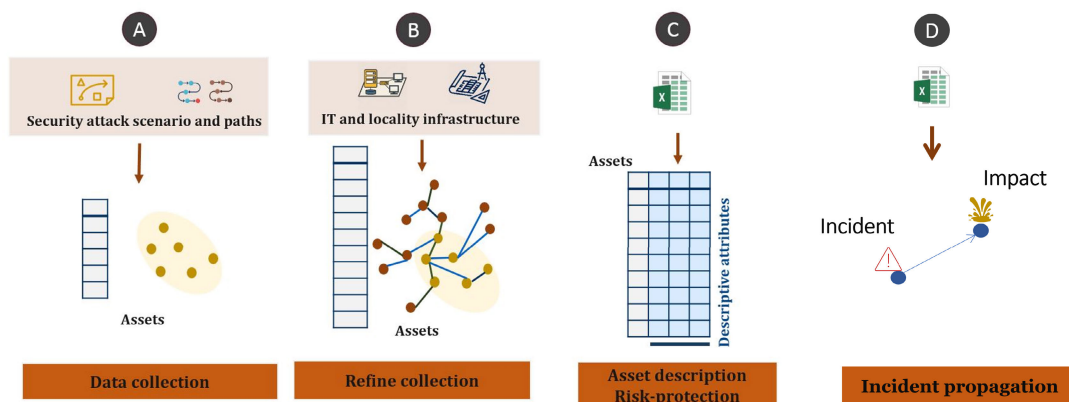 A
Security attack scenario and paths
Assets
Data collection
B
IT and locality infrastructure
Assets
Refine collection
C
X
Assets
Descriptive attributes
Asset description
Risk-protection
D
X
Impact
Incident
Incident propagation